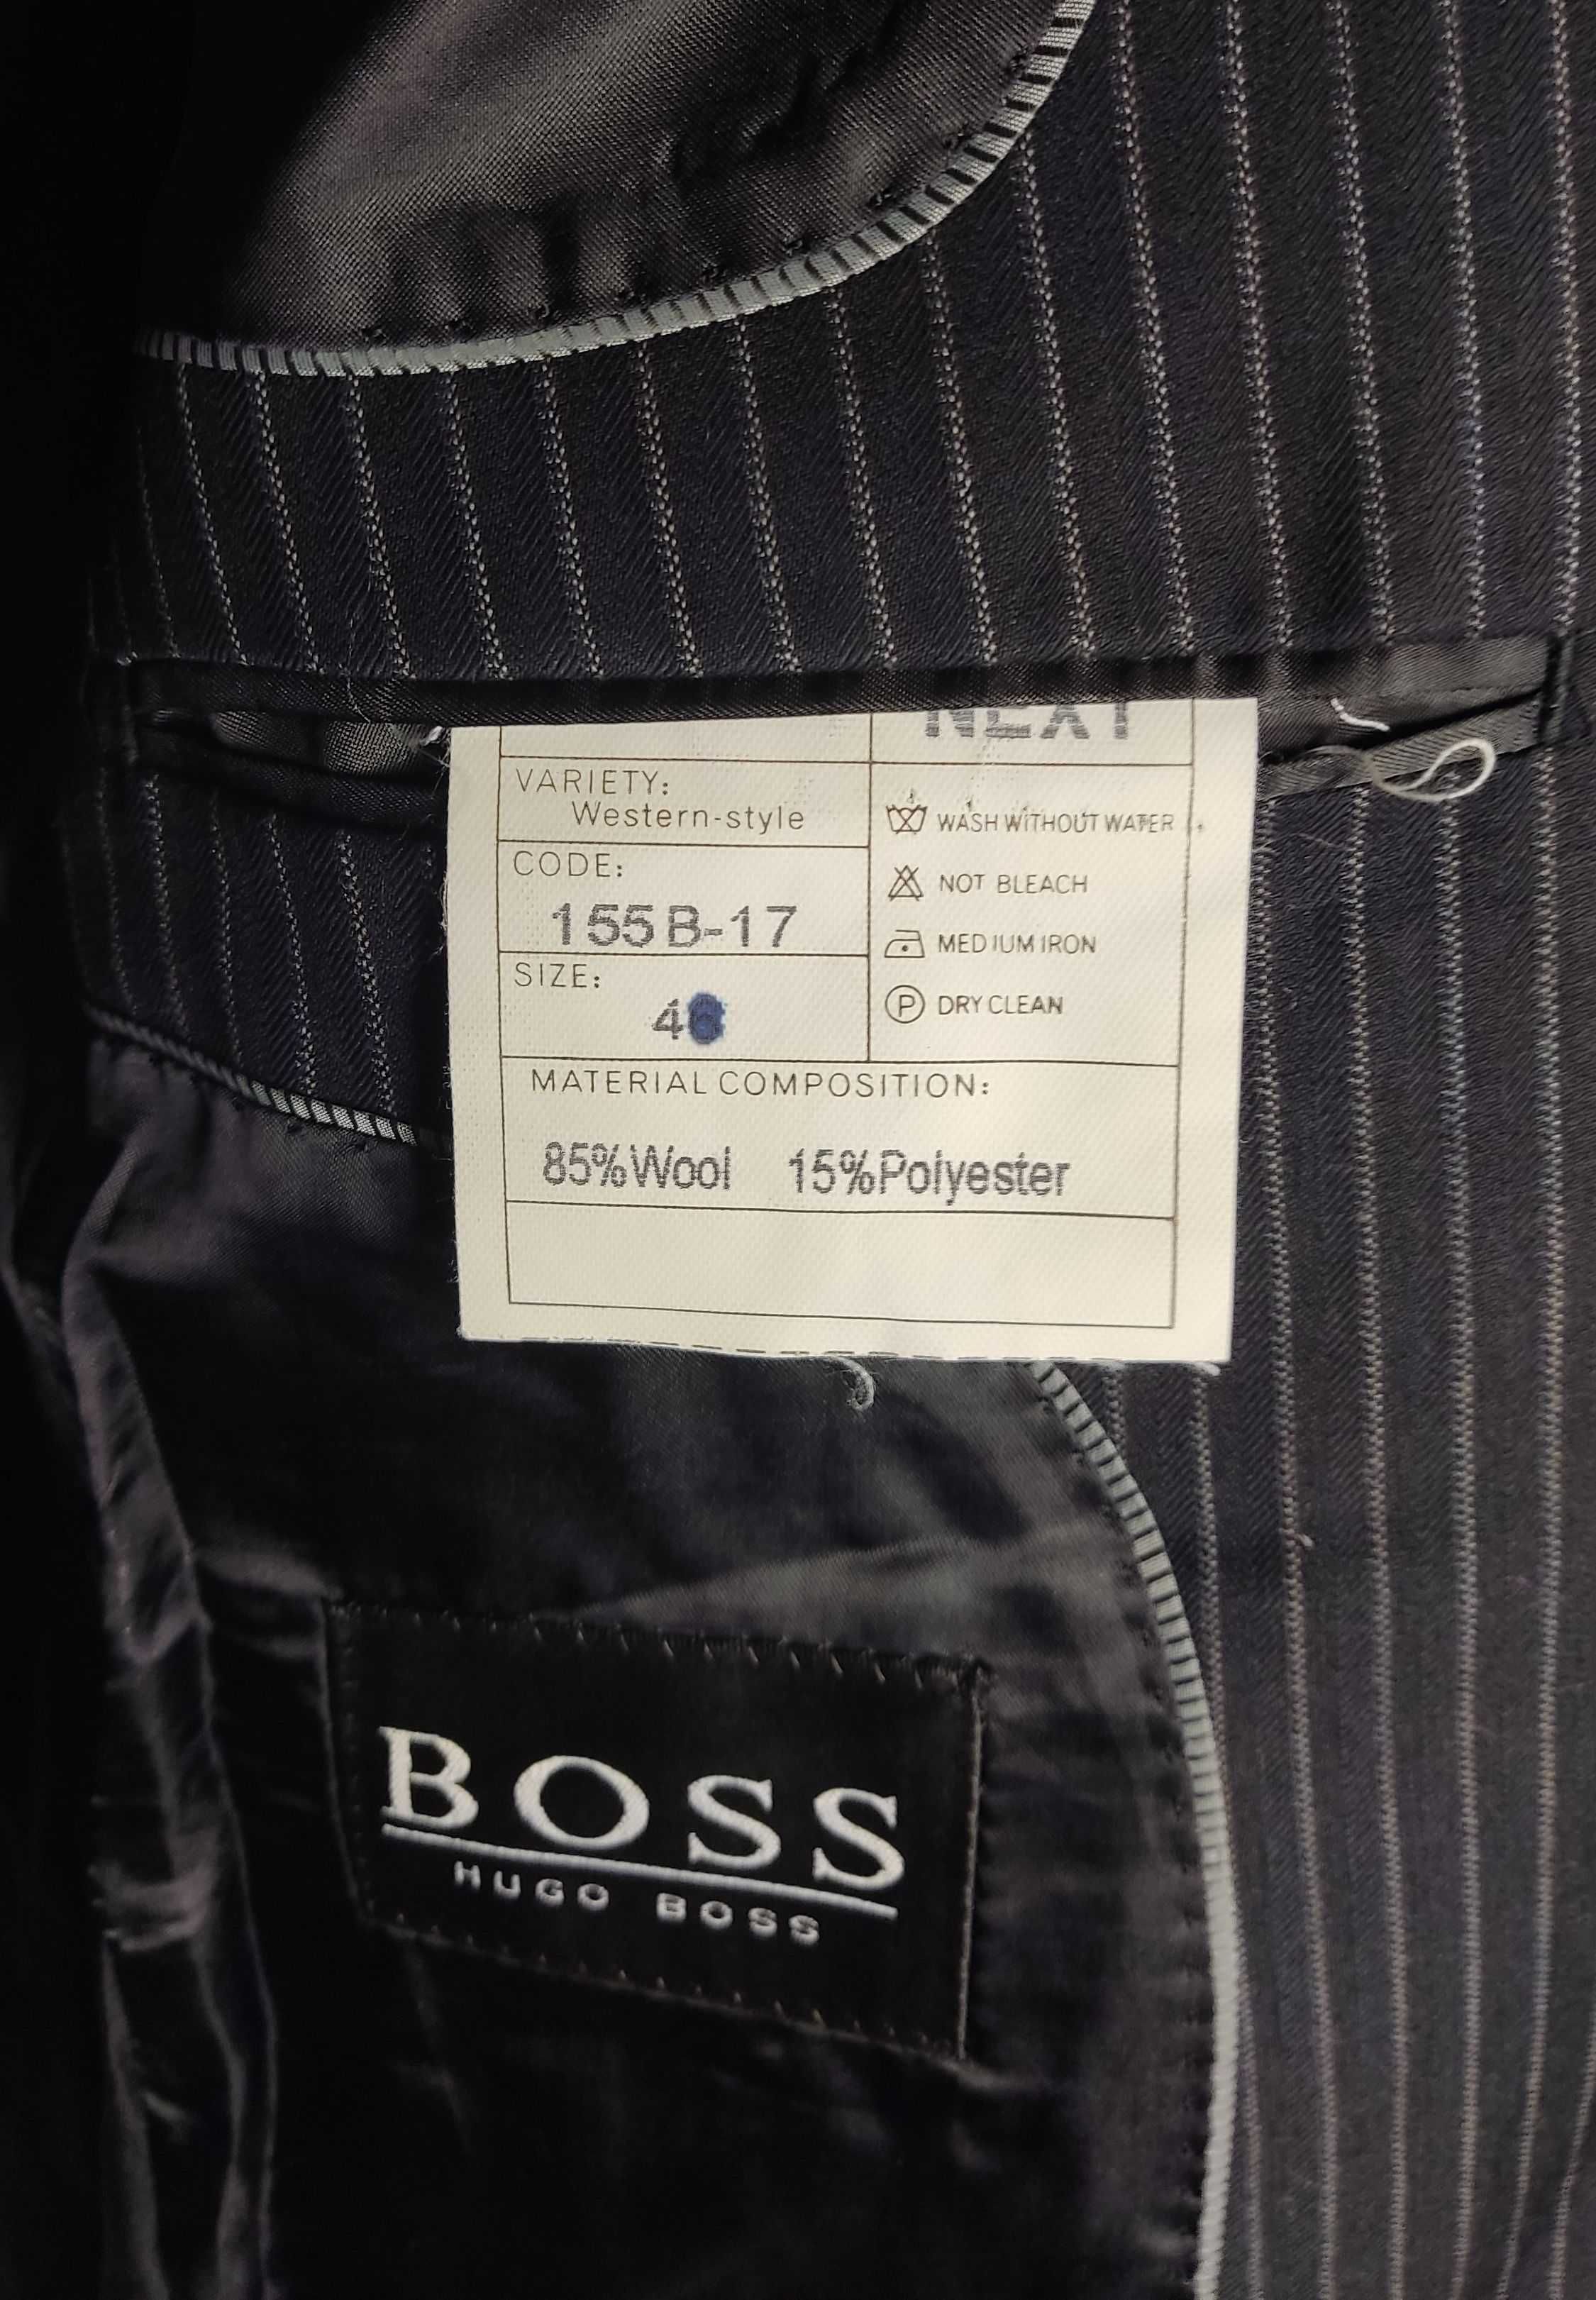 NEXT
VARIETY:
Western-style
CODE:
155B-17
SIZE:
4
WASH WITHOUT WATER
NOT BLEACH
MEDIUM IRON
P DRY CLEAN
MATERIAL COMPOSITION:
85%Wool 15%Polyester
BOSS
HUGO BOSS